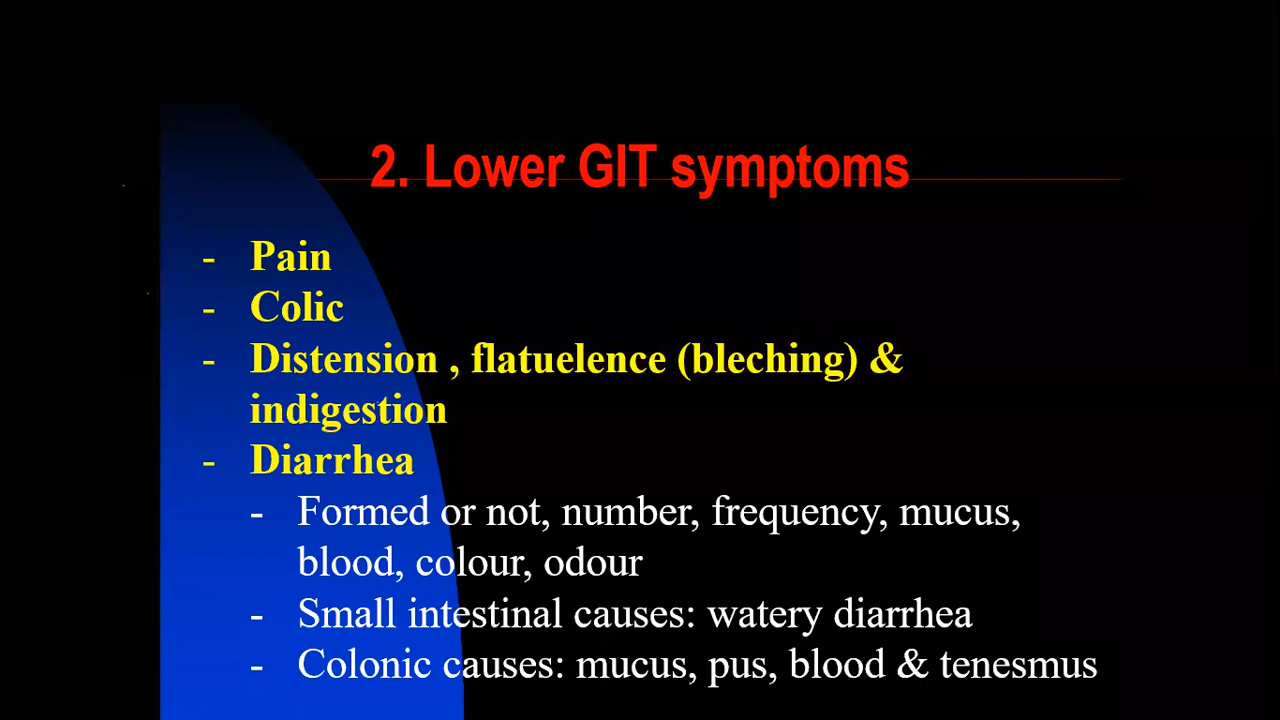 2. Lower GIT symptoms
- Pain
- Colic
- Distension , flatuelence (bleching) &
indigestion
- Diarrhea
- Formed or not, number, frequency, mucus,
blood, colour, odour
- Small intestinal causes: watery diarrhea
- Colonic causes: mucus, pus, blood & tenesmus